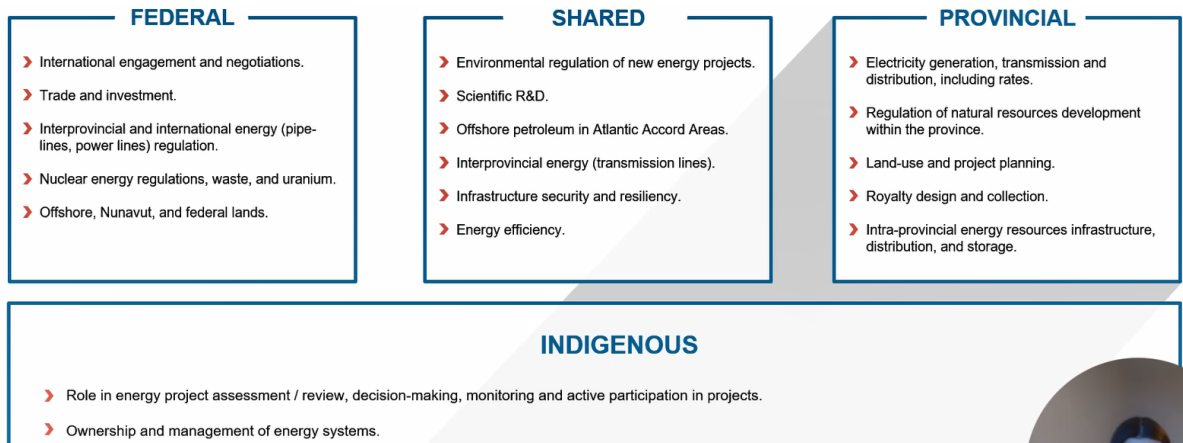 FEDERAL
International engagement and negotiations.
Trade and investment.
Interprovincial and international energy (pipe-
lines, power lines) regulation.
Nuclear energy regulations, waste, and uranium.
Offshore, Nunavut, and federal lands.
SHARED
Environmental regulation of new energy projects.
Scientific R&D.
Offshore petroleum in Atlantic Accord Areas.
Interprovincial energy (transmission lines).
Infrastructure security and resiliency.
Energy efficiency.
PROVINCIAL
Electricity generation, transmission and
distribution, including rates.
Regulation of natural resources development
within the province.
Land-use and project planning.
Royalty design and collection.
Intra-provincial energy resources infrastructure,
distribution, and storage.
INDIGENOUS
Role in energy project assessment / review, decision-making, monitoring and active participation in projects.
Ownership and management of energy systems.